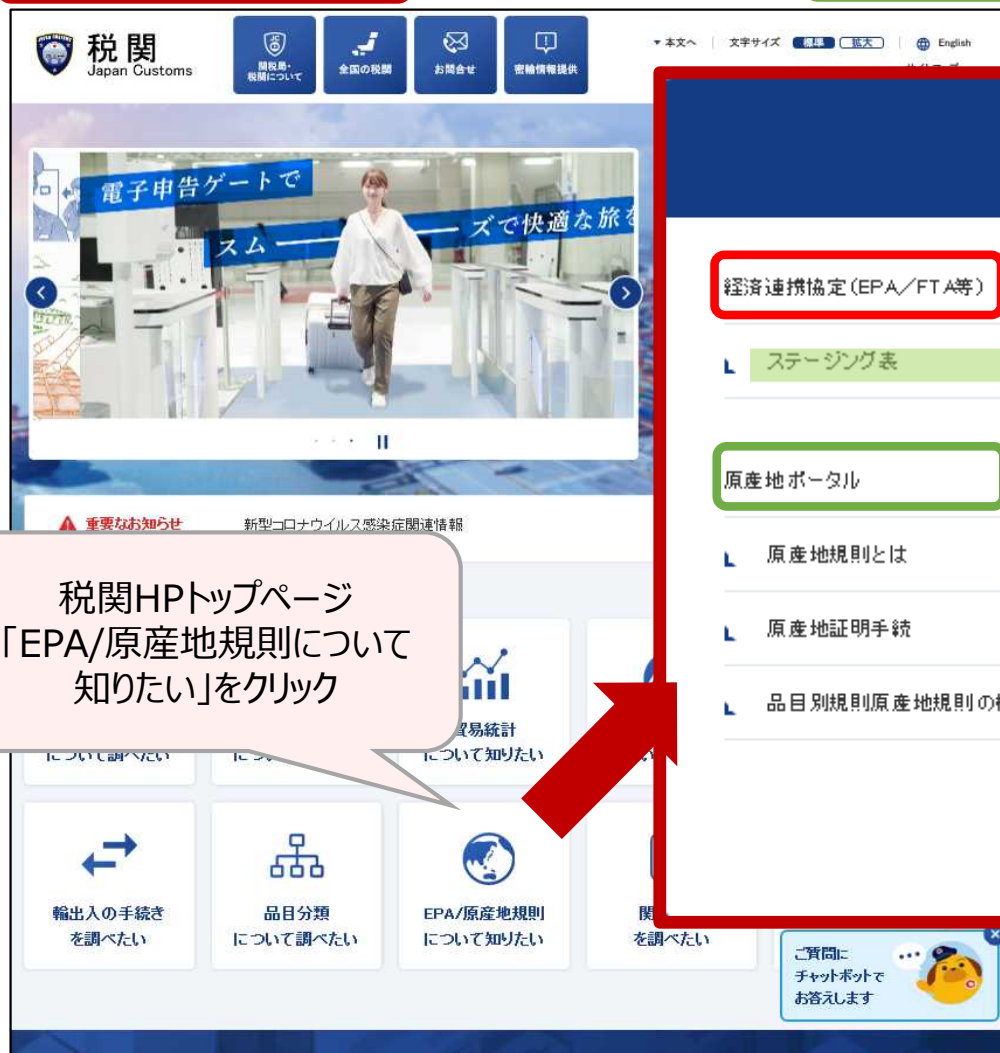 税関
Japan Customs
関税局・
税関について
全国の税関
お問合せ
密輸情報提供
本文へ
文字サイズ 標準 拡大
English
電子申告ゲートで
スム
ズで快適な旅を
経済連携協定(EPA/FTA等)
ステージング表
原産地ポータル
原産地規則とは
原産地証明手続
品目別規則原産地規則の
重要なお知らせ
新型コロナウイルス感染症関連情報
税関HPトップページ
「EPA/原産地規則について
知りたい」をクリック
貿易統計
について調べたい
について知りたい
輸出入の手続き
を調べたい
品目分類
について調べたい
EPA/原産地規則
について知りたい
を調べたい
ご質問に
チャットボットで
お答えします